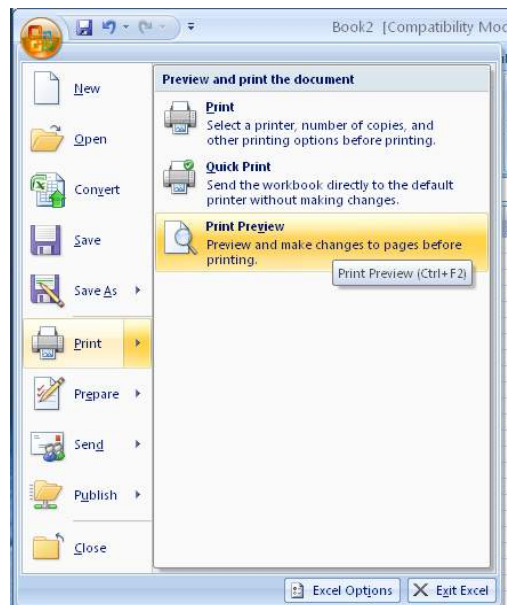 Book2 [Compatibility Mod
New
Open
Convert
Save
Save As
Print
Prepare
Send
Publish
Close
Preview and print the document
Print
Select a printer, number of copies, and
other printing options before printing.
Quick Print
Send the workbook directly to the default
printer without making changes.
Print Preview
Preview and make changes to pages before
printing.
Print Preview (Ctrl+F2)
Excel Options
Exit Excel